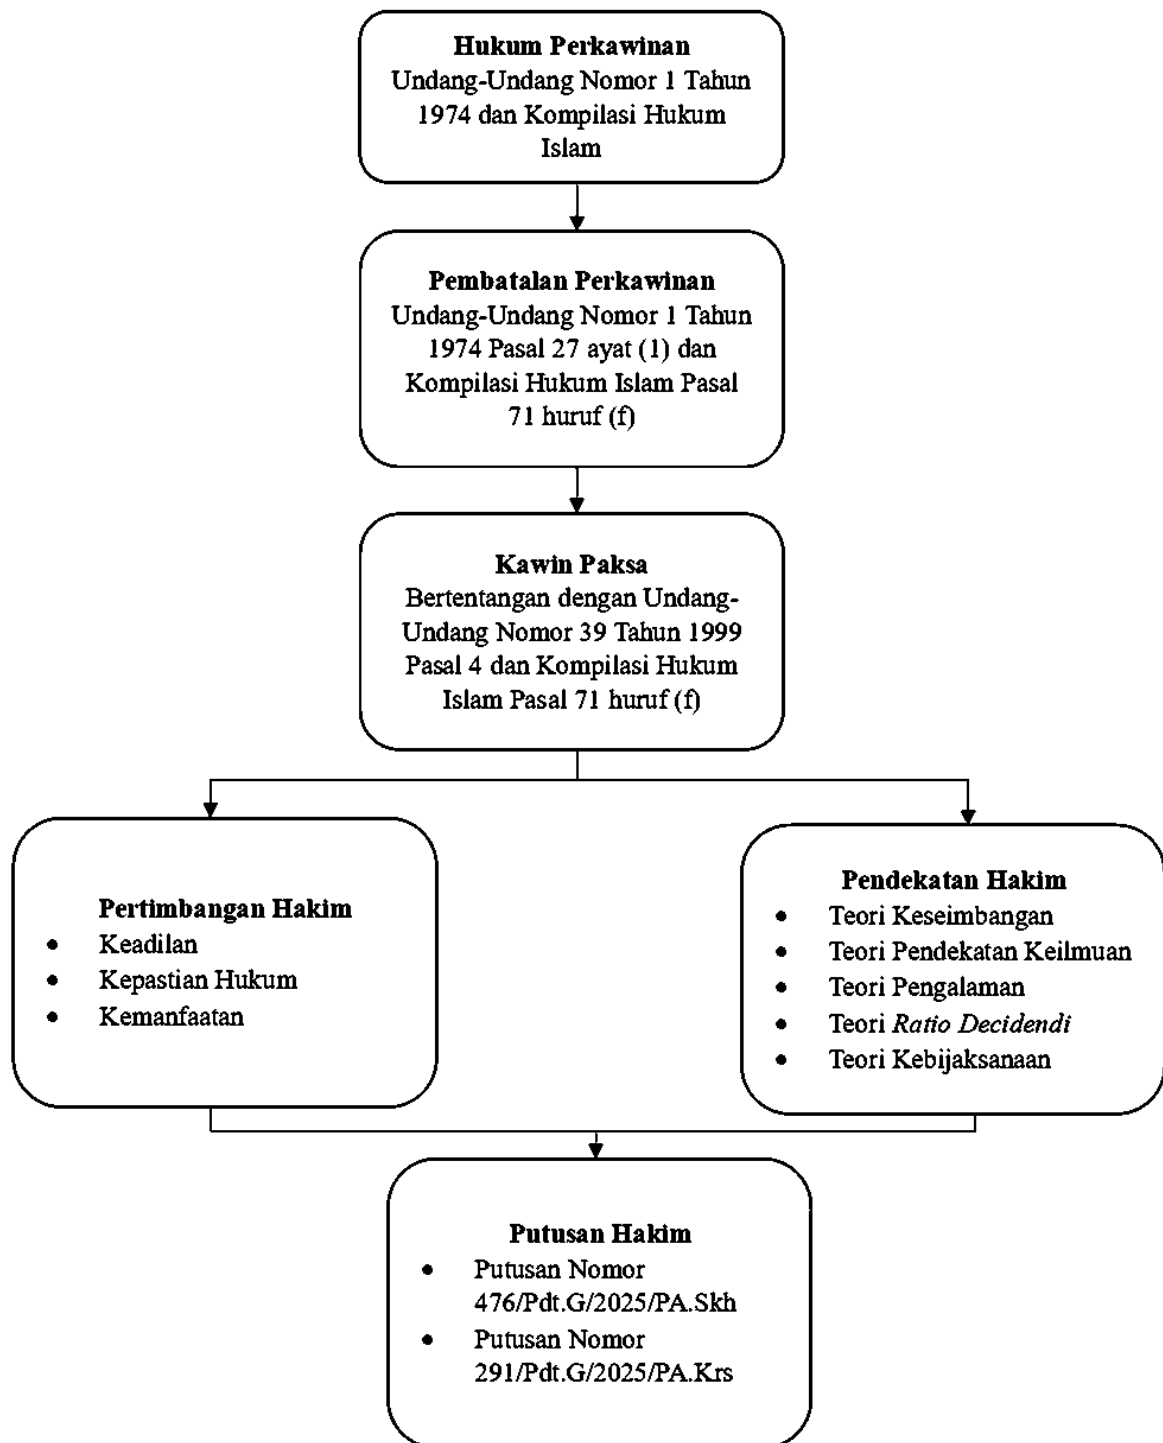 Hukum Perkawinan
Undang-Undang Nomor 1 Tahun
1974 dan Kompilasi Hukum
Islam
Pembatalan Perkawinan
Undang-Undang Nomor 1 Tahun
1974 Pasal 27 ayat (1) dan
Kompilasi Hukum Islam Pasal
71 huruf (f)
Kawin Paksa
Bertentangan dengan Undang-
Undang Nomor 39 Tahun 1999
Pasal 4 dan Kompilasi Hukum
Islam Pasal 71 huruf (f)
Pertimbangan Hakim
• Keadilan
• Kepastian Hukum
• Kemanfaatan
Pendekatan Hakim
• Teori Keseimbangan
• Teori Pendekatan Keilmuan
• Teori Pengalaman
• Teori Ratio Decidendi
• Teori Kebijaksanaan
Putusan Hakim
• Putusan Nomor
476/Pdt.G/2025/PA.Skh
• Putusan Nomor
291/Pdt.G/2025/PA.Krs